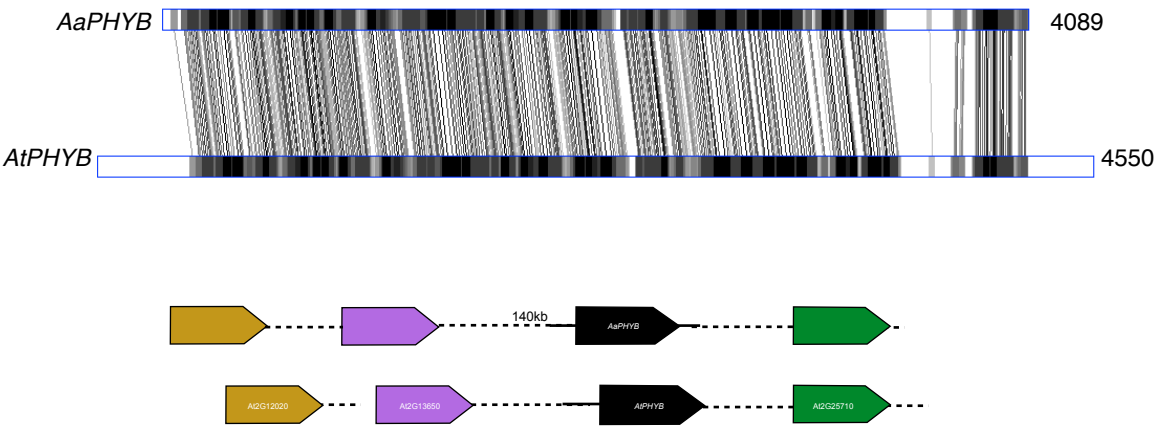 AaPHYB 4089
AtPHYB 4550
140kb
AaPHYB
At2G12020 At2G13650 AtPHYB At2G25710